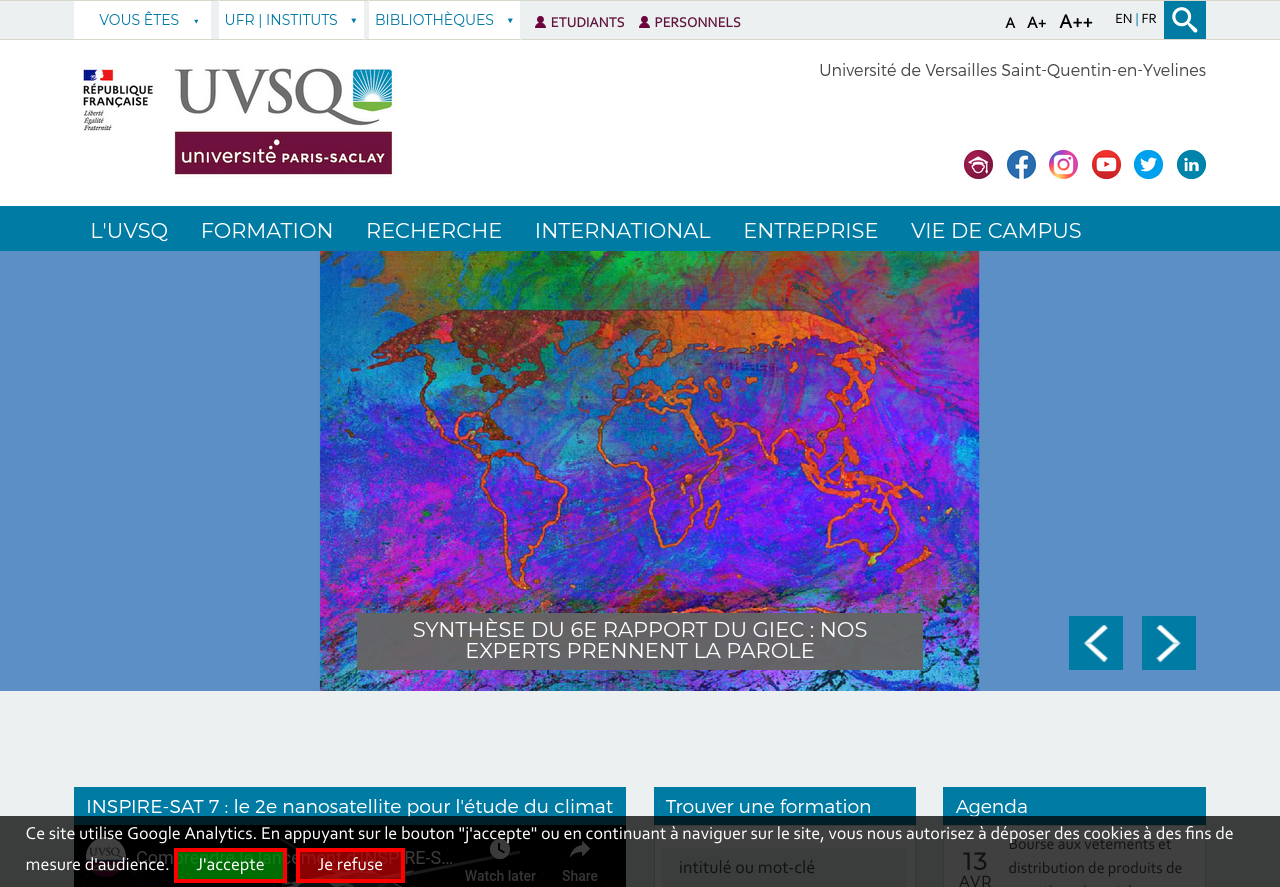 VOUS ÊTES ▼ UFR | INSTITUTS ▼ BIBLIOTHÈQUES ▼ ETUDIANTS PERSONNELS A A+ A++ EN | FR
RÉPUBLIQUE
FRANÇAISE
Liberté
Égalité
Fraternité
UVSQ
université PARIS-SACLAY
Université de Versailles Saint-Quentin-en-Yvelines
in
L'UVSQ FORMATION RECHERCHE INTERNATIONAL ENTREPRISE VIE DE CAMPUS
SYNTHÈSE DU 6E RAPPORT DU GIEC : NOS
EXPERTS PRENNENT LA PAROLE
INSPIRE-SAT 7 : le 2e nanosatellite pour l'étude du climat
Trouver une formation
Agenda
Ce site utilise Google Analytics. En appuyant sur le bouton "j'accepte" ou en continuant à naviguer sur le site, vous nous autorisez à déposer des cookies à des fins de
mesure d'audience. J'accepte Je refuse
UVSQ
Watch later Share
intitulé ou mot-clé
13
AVR
Bourse aux vêtements et
distribution de produits de